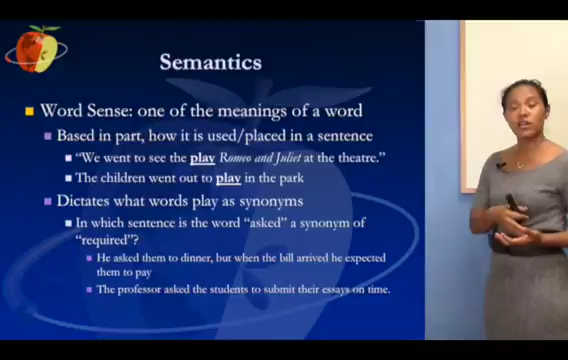 Semantics
Word Sense: one of the meanings of a word
Based in part, how it is used/placed in a sentence
"We went to see the play Romeo and Juliet at the theatre."
The children went out to play in the park
Dictates what words play as synonyms
In which sentence is the word "asked" a synonym of
"required"?
He asked them to dinner, but when the bill arrived he expected
them to pay
The professor asked the students to submit their essays on time.